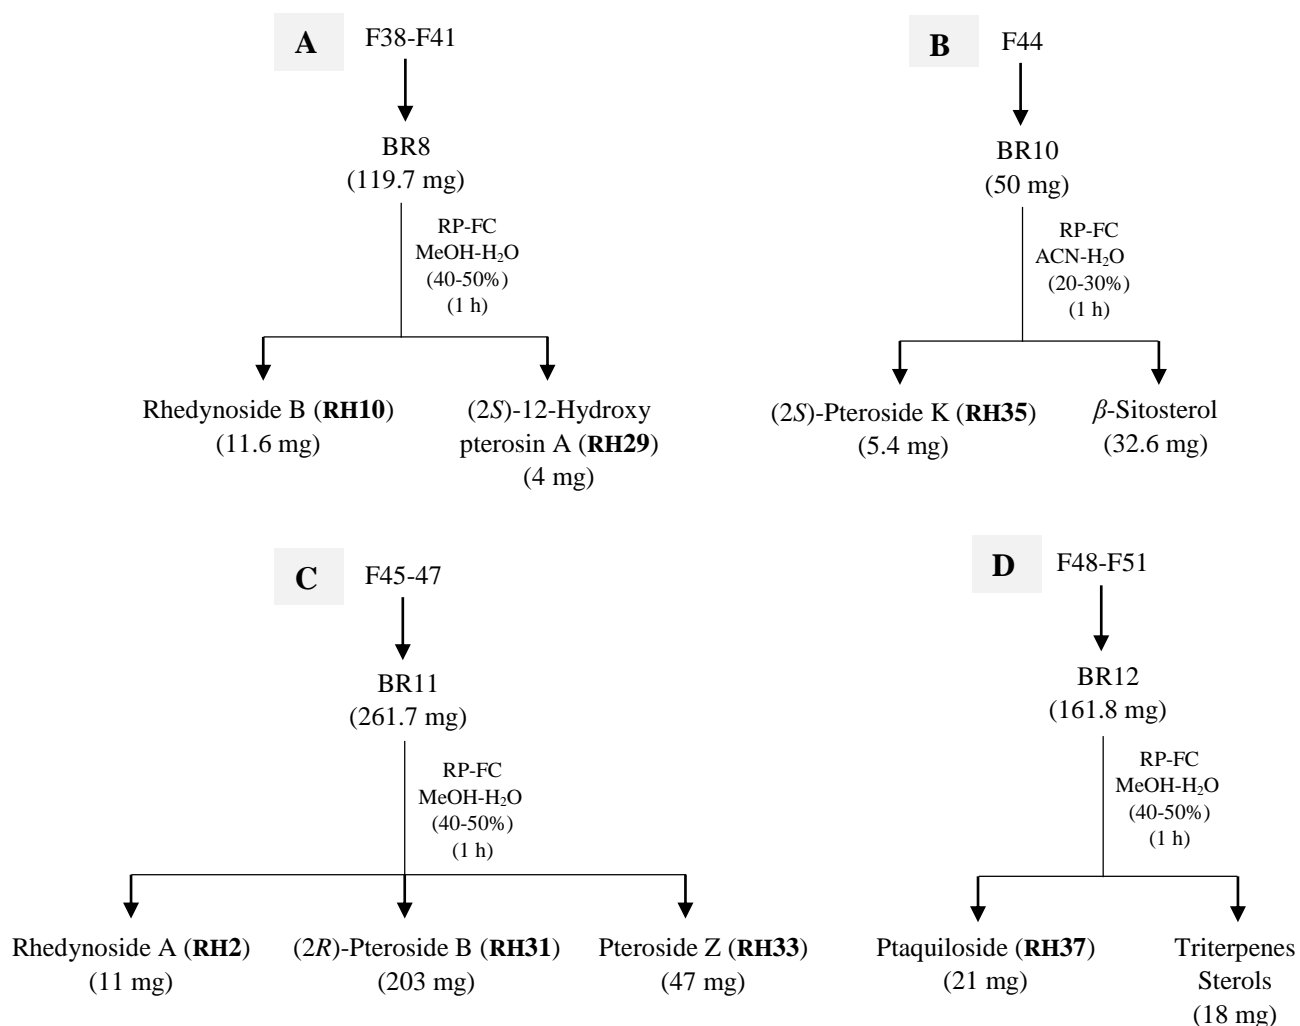 A
F38-F41
BR8
(119.7 mg)
RP-FC
MeOH-H₂O
(40-50%)
(1 h)
Rhedynoside B (RH10)
(11.6 mg)
(2S)-12-Hydroxy
pterosin A (RH29)
(4 mg)
B
F44
BR10
(50 mg)
RP-FC
ACN-H₂O
(20-30%)
(1 h)
(2S)-Pteroside K (RH35)
(5.4 mg)
β-Sitosterol
(32.6 mg)
C
F45-47
BR11
(261.7 mg)
RP-FC
MeOH-H₂O
(40-50%)
(1 h)
Rhedynoside A (RH2)
(11 mg)
(2R)-Pteroside B (RH31)
(203 mg)
Pteroside Z (RH33)
(47 mg)
D
F48-F51
BR12
(161.8 mg)
RP-FC
MeOH-H₂O
(40-50%)
(1 h)
Ptaquiloside (RH37)
(21 mg)
Triterpenes
Sterols
(18 mg)